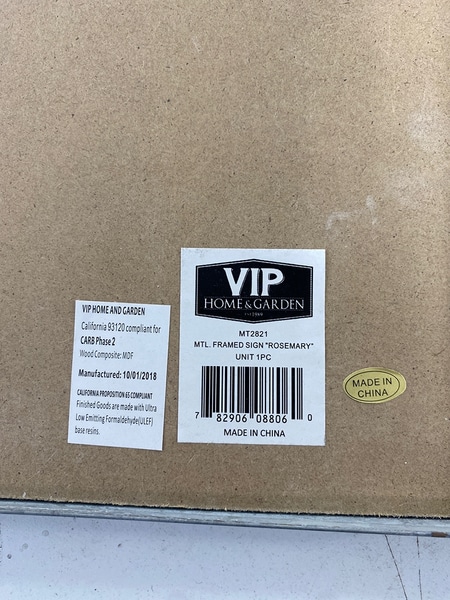 VIP HOME AND GARDEN
California 93120 compliant for
CARB Phase 2
Wood Composite: MDF
Manufactured: 10/01/2018
CALIFORNIA PROPOSITION 65 COMPLIANT
Finished Goods are made with Ultra
Low Emitting Formaldehyde(ULEF)
base resins.
VIP
HOME & GARDEN
MT2821
MTL. FRAMED SIGN "ROSEMARY"
UNIT 1PC
7 82906 08806 0
MADE IN CHINA
MADE IN
CHINA